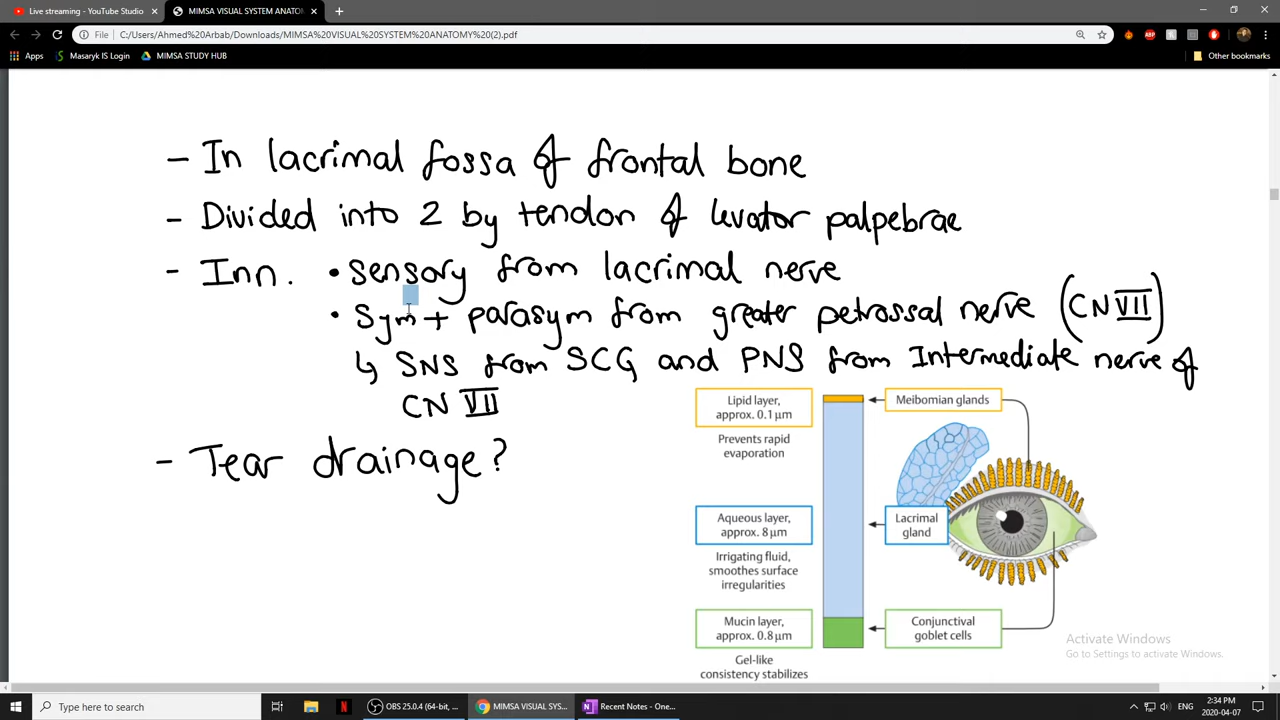 Live streaming - YouTube Studio
MIMSA VISUAL SYSTEM ANATOM
File
C:/Users/Ahmed%20Arbab/Downloads/MIMSA%20VISUAL%20SYSTEM%20ANATOMY%20(2).pdf
Apps
Masaryk IS Login
MIMSA STUDY HUB
Other bookmarks
- In lacrimal fossa of frontal bone
- Divided into 2 by tendon of levator palpebrae
- Inn. • Sensory from lacrimal nerve
• Sym + parasym from greater petrossal nerve (CN VII)
↳ SNS from SCG and PNS from Intermediate nerve of
CN VII
- Tear drainage?
Lipid layer,
approx. 0.1 µm
Prevents rapid
evaporation
Meibomian glands
Aqueous layer,
approx. 8 µm
Irrigating fluid,
smoothes surface
irregularities
Lacrimal
gland
Mucin layer,
approx. 0.8 µm
Gel-like
consistency stabilizes
Conjunctival
goblet cells
Activate Windows
Go to Settings to activate Windows.
Type here to search
OBS 25.0.4 (64-bit, ...
MIMSA VISUAL SYS...
Recent Notes - One...
ENG
2:34 PM
2020-04-07